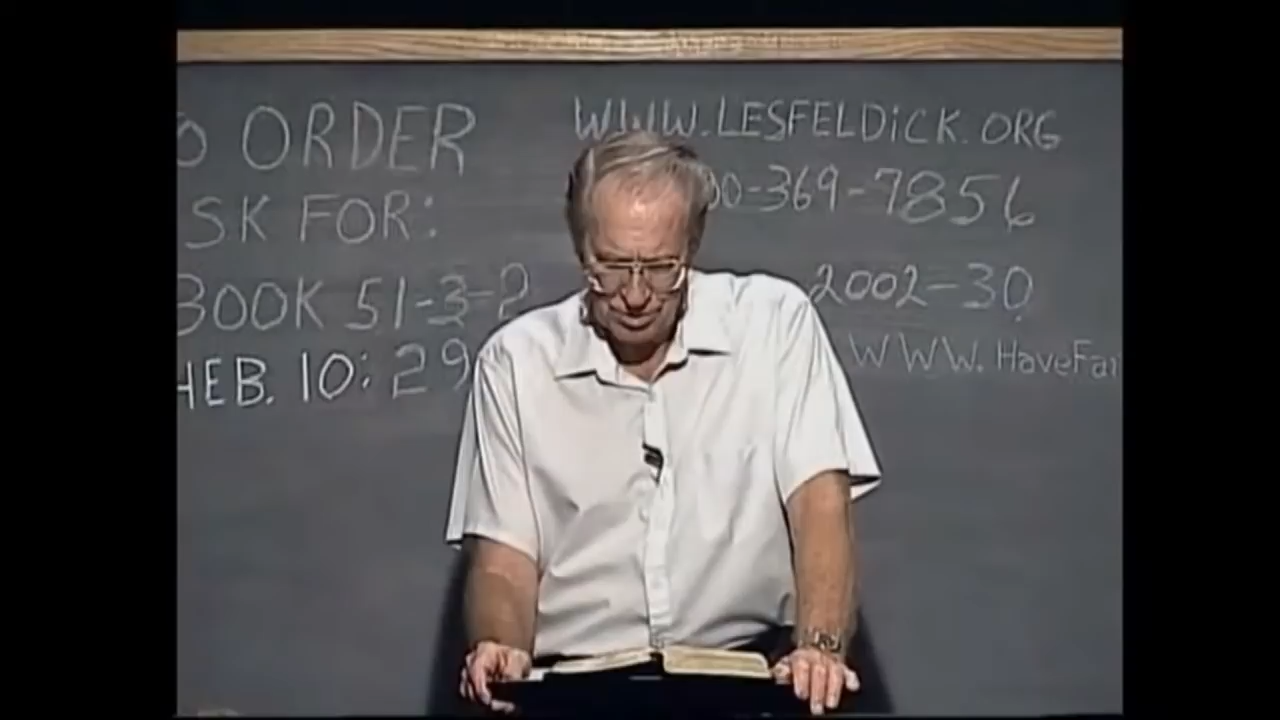 O ORDER
SK FOR:
BOOK 51-3-2
HEB. 10:29
WWW.LESFELDiCK.ORG
00-369-7856
2002-30
WWW.HaveFai